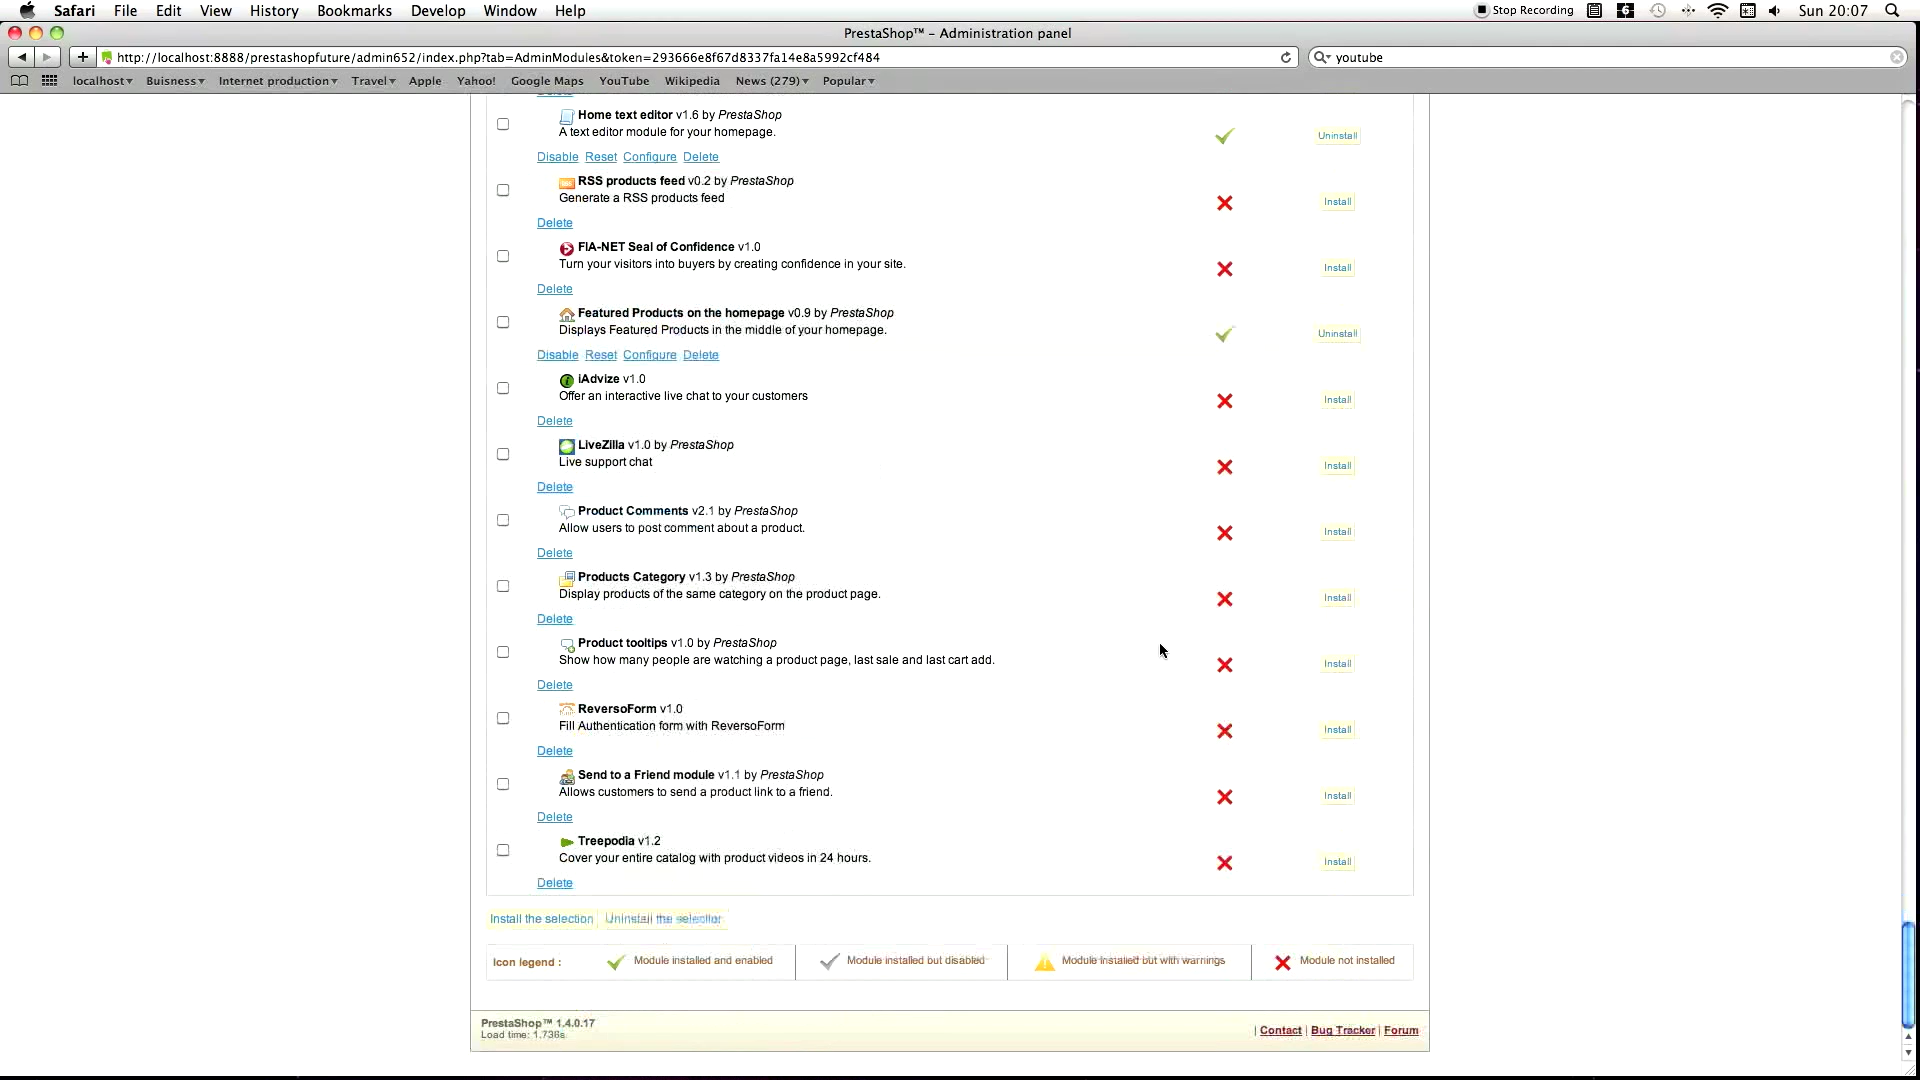 Safari File Edit View History Bookmarks Develop Window Help Stop Recording Sun 20:07
PrestaShop™ - Administration panel
http://localhost:8888/prestashopfuture/admin652/index.php?tab=AdminModules&token=293666e8f67d8337fa14e8a5992cf484 youtube
localhost Buisness Internet production Travel Apple Yahoo! Google Maps YouTube Wikipedia News (279) Popular
Home text editor v1.6 by PrestaShop
A text editor module for your homepage.
Uninstall
Disable Reset Configure Delete
RSS products feed v0.2 by PrestaShop
Generate a RSS products feed
Install
Delete
FIA-NET Seal of Confidence v1.0
Turn your visitors into buyers by creating confidence in your site.
Install
Delete
Featured Products on the homepage v0.9 by PrestaShop
Displays Featured Products in the middle of your homepage.
Uninstall
Disable Reset Configure Delete
iAdvize v1.0
Offer an interactive live chat to your customers
Install
Delete
LiveZilla v1.0 by PrestaShop
Live support chat
Install
Delete
Product Comments v2.1 by PrestaShop
Allow users to post comment about a product.
Install
Delete
Products Category v1.3 by PrestaShop
Display products of the same category on the product page.
Install
Delete
Product tooltips v1.0 by PrestaShop
Show how many people are watching a product page, last sale and last cart add.
Install
Delete
ReversoForm v1.0
Fill Authentication form with ReversoForm
Install
Delete
Send to a Friend module v1.1 by PrestaShop
Allows customers to send a product link to a friend.
Install
Delete
Treepodia v1.2
Cover your entire catalog with product videos in 24 hours.
Install
Delete
Install the selection Uninstall the selection
Icon legend : Module installed and enabled Module installed but disabled Module installed but with warnings Module not installed
PrestaShop™ 1.4.0.17
Load time: 1.736s
| Contact | Bug Tracker | Forum